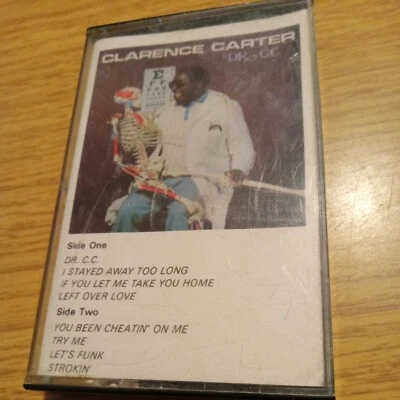 CLARENCE CARTER
"DR. C.C.
E
Side One
DR. C.C.
I STAYED AWAY TOO LONG
IF YOU LET ME TAKE YOU HOME
LEFT OVER LOVE
Side Two
YOU BEEN CHEATIN' ON ME
TRY ME
LET'S FUNK
STROKIN'